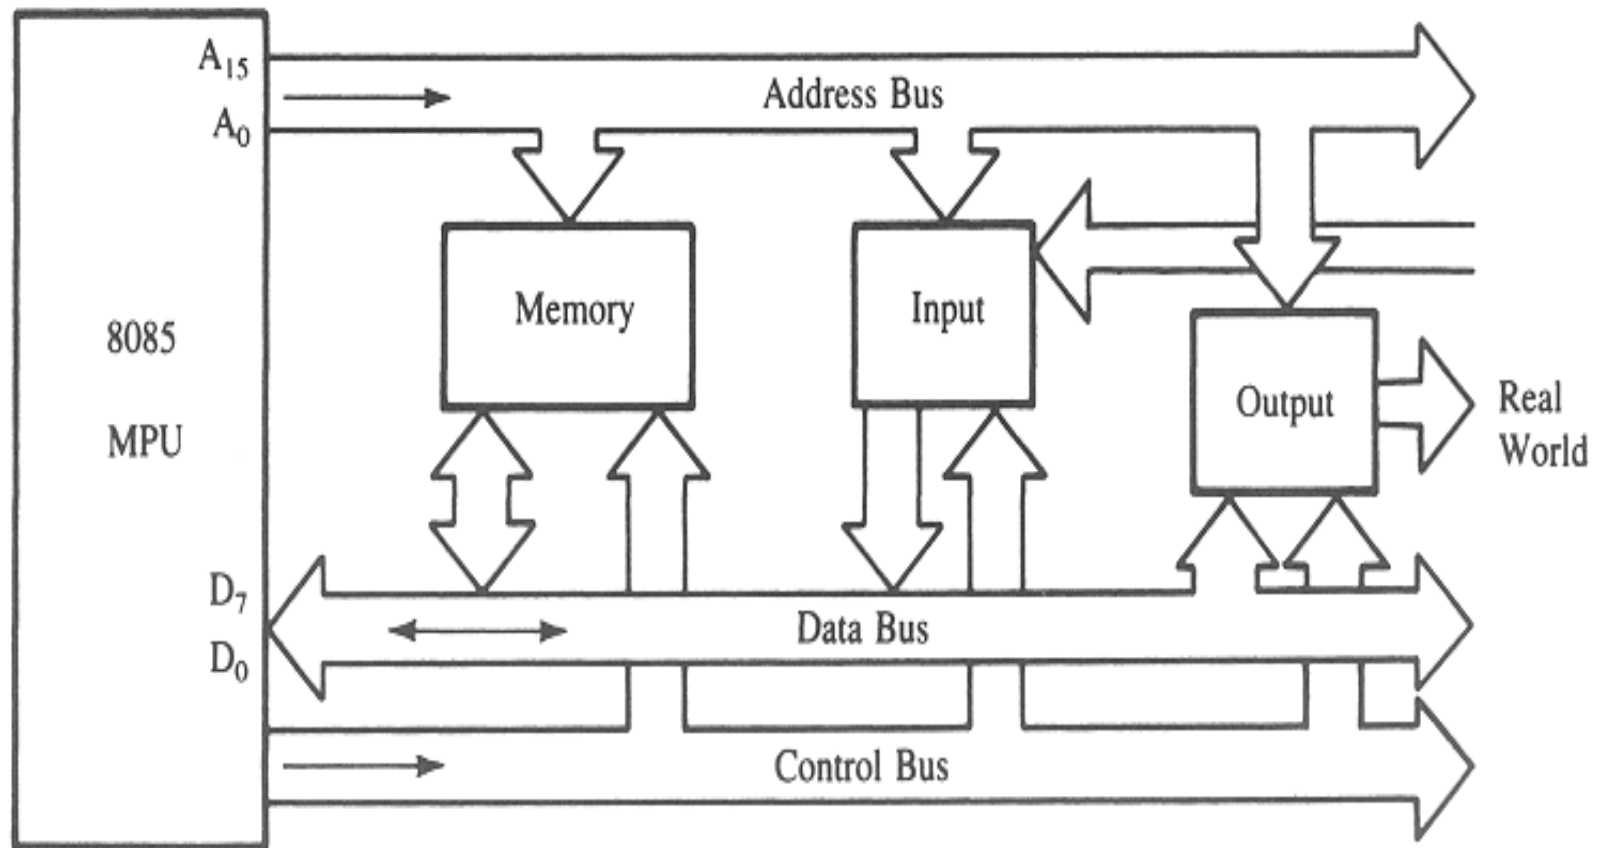 A15
Address Bus
A0
Memory
Input
8085
MPU
Output
Real
World
D7
Data Bus
D0
Control Bus